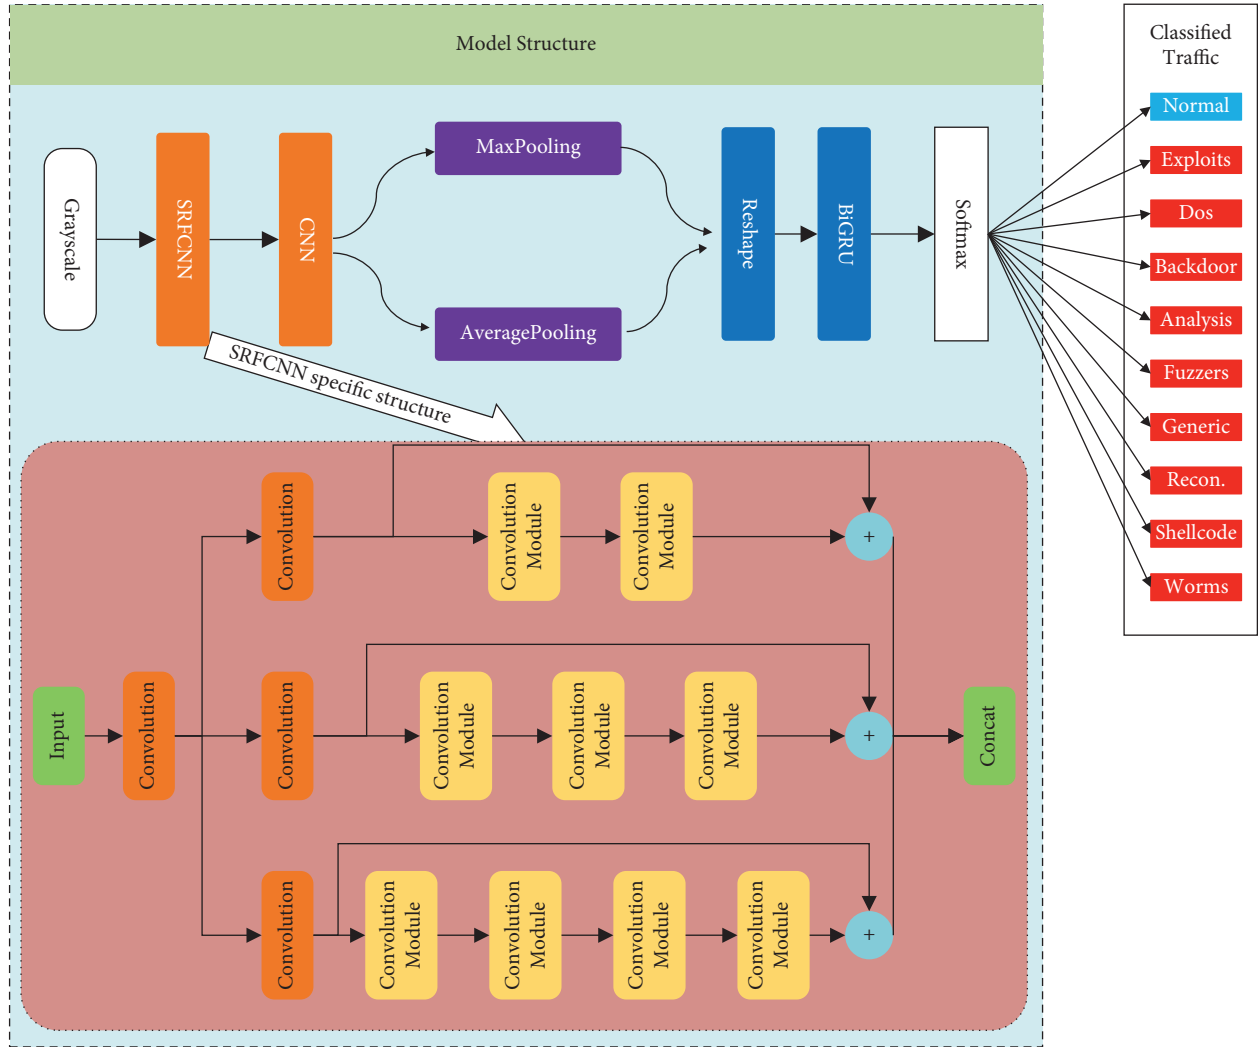 Model Structure
Classified
Traffic
Grayscale
SRFCNN
CNN
MaxPooling
AveragePooling
Reshape
BiGRU
Softmax
Normal
Exploits
Dos
Backdoor
Analysis
Fuzzers
Generic
Recon.
Shellcode
Worms
SRFCNN specific structure
Convolution
Convolution
Module
Convolution
Module
+
Input
Convolution
Convolution
Convolution
Module
Convolution
Module
Convolution
Module
+
Concat
Convolution
Convolution
Module
Convolution
Module
Convolution
Module
Convolution
Module
+